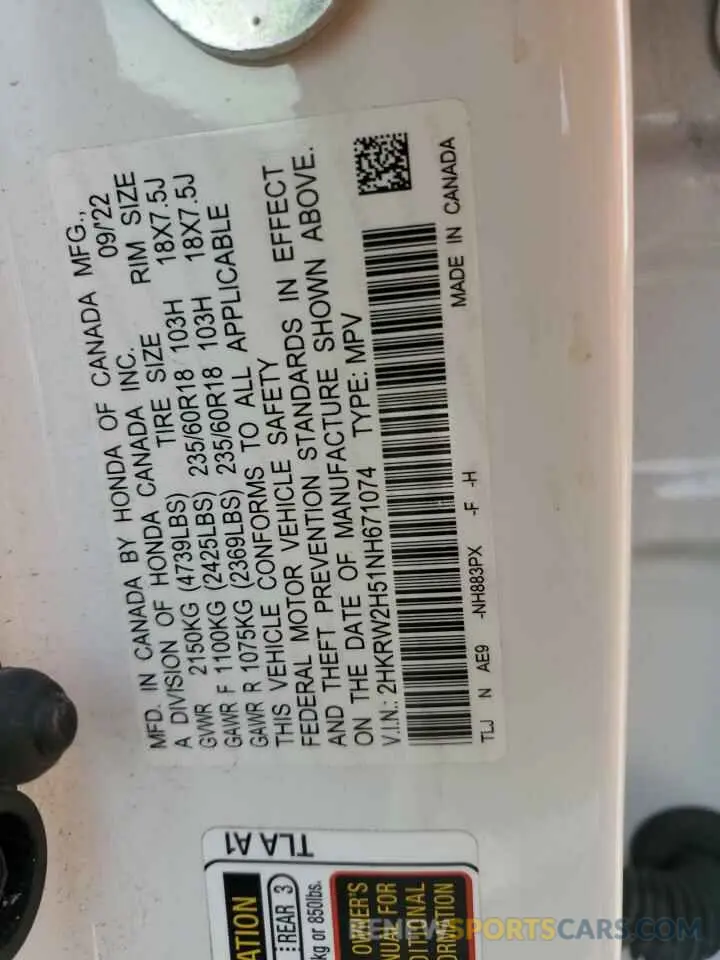 MFD. IN CANADA BY HONDA OF CANADA MFG.,
A DIVISION OF HONDA CANADA INC. 09/'22
GVWR 2150KG (4739LBS) TIRE SIZE RIM SIZE
GAWR F 1100KG (2425LBS) 235/60R18 103H 18X7.5J
GAWR R 1075KG (2369LBS) 235/60R18 103H 18X7.5J
THIS VEHICLE CONFORMS TO ALL APPLICABLE
FEDERAL MOTOR VEHICLE SAFETY
AND THEFT PREVENTION STANDARDS IN EFFECT
ON THE DATE OF MANUFACTURE SHOWN ABOVE.
V.I.N.: 2HKRW2H51NH671074 TYPE: MPV
TLJ N AE9 -NH883PX -F -H MADE IN CANADA
TLA A1
ATION
REAR 3
kg or 850lbs.
OWNER'S
FOR
RENEWSPORTSCARS.COM